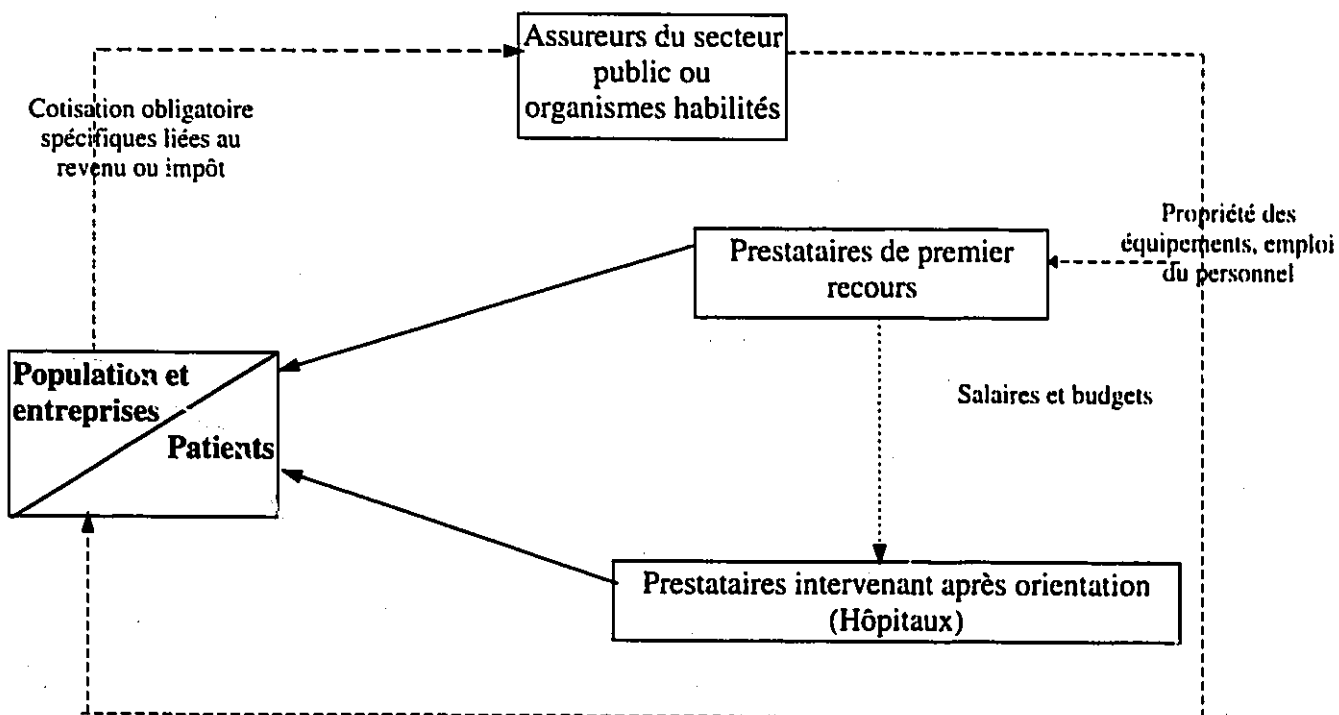 Assureurs du secteur
public ou
organismes habilités
Cotisation obligatoire
spécifiques liées au
revenu ou impôt
Propriété des
équipements, emploi
du personnel
Prestataires de premier
recours
Population et
entreprises
Patients
Salaires et budgets
Prestataires intervenant après orientation
(Hôpitaux)